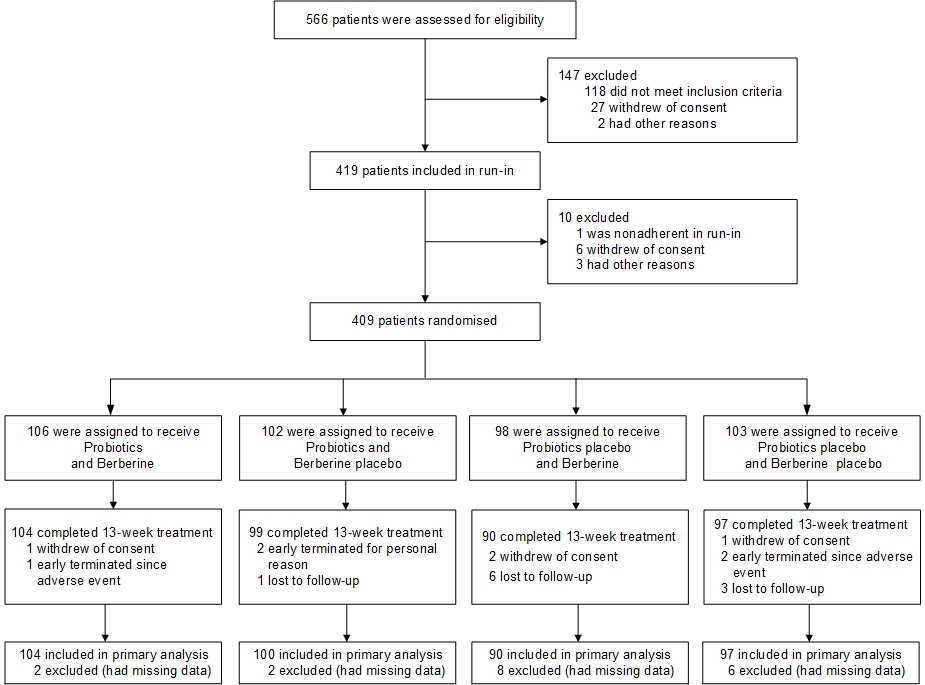 566 patients were assessed for eligibility
147 excluded
118 did not meet inclusion criteria
27 withdrew of consent
2 had other reasons
419 patients included in run-in
10 excluded
1 was nonadherent in run-in
6 withdrew of consent
3 had other reasons
409 patients randomised
106 were assigned to receive
Probiotics
and Berberine
102 were assigned to receive
Probiotics and
Berberine placebo
98 were assigned to receive
Probiotics placebo
and Berberine
103 were assigned to receive
Probiotics placebo
and Berberine placebo
104 completed 13-week treatment
1 withdrew of consent
1 early terminated since
adverse event
99 completed 13-week treatment
2 early terminated for personal
reason
1 lost to follow-up
90 completed 13-week treatment
2 withdrew of consent
6 lost to follow-up
97 completed 13-week treatment
1 withdrew of consent
2 early terminated since adverse
event
3 lost to follow-up
104 included in primary analysis
2 excluded (had missing data)
100 included in primary analysis
2 excluded (had missing data)
90 included in primary analysis
8 excluded (had missing data)
97 included in primary analysis
6 excluded (had missing data)